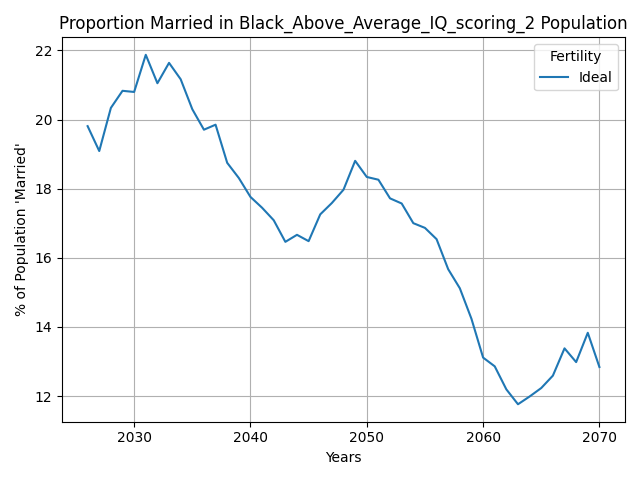 Proportion Married in Black_Above_Average_IQ_scoring_2 Population
Fertility
Ideal
% of Population 'Married'
22
20
18
16
14
12
2030 2040 2050 2060 2070
Years